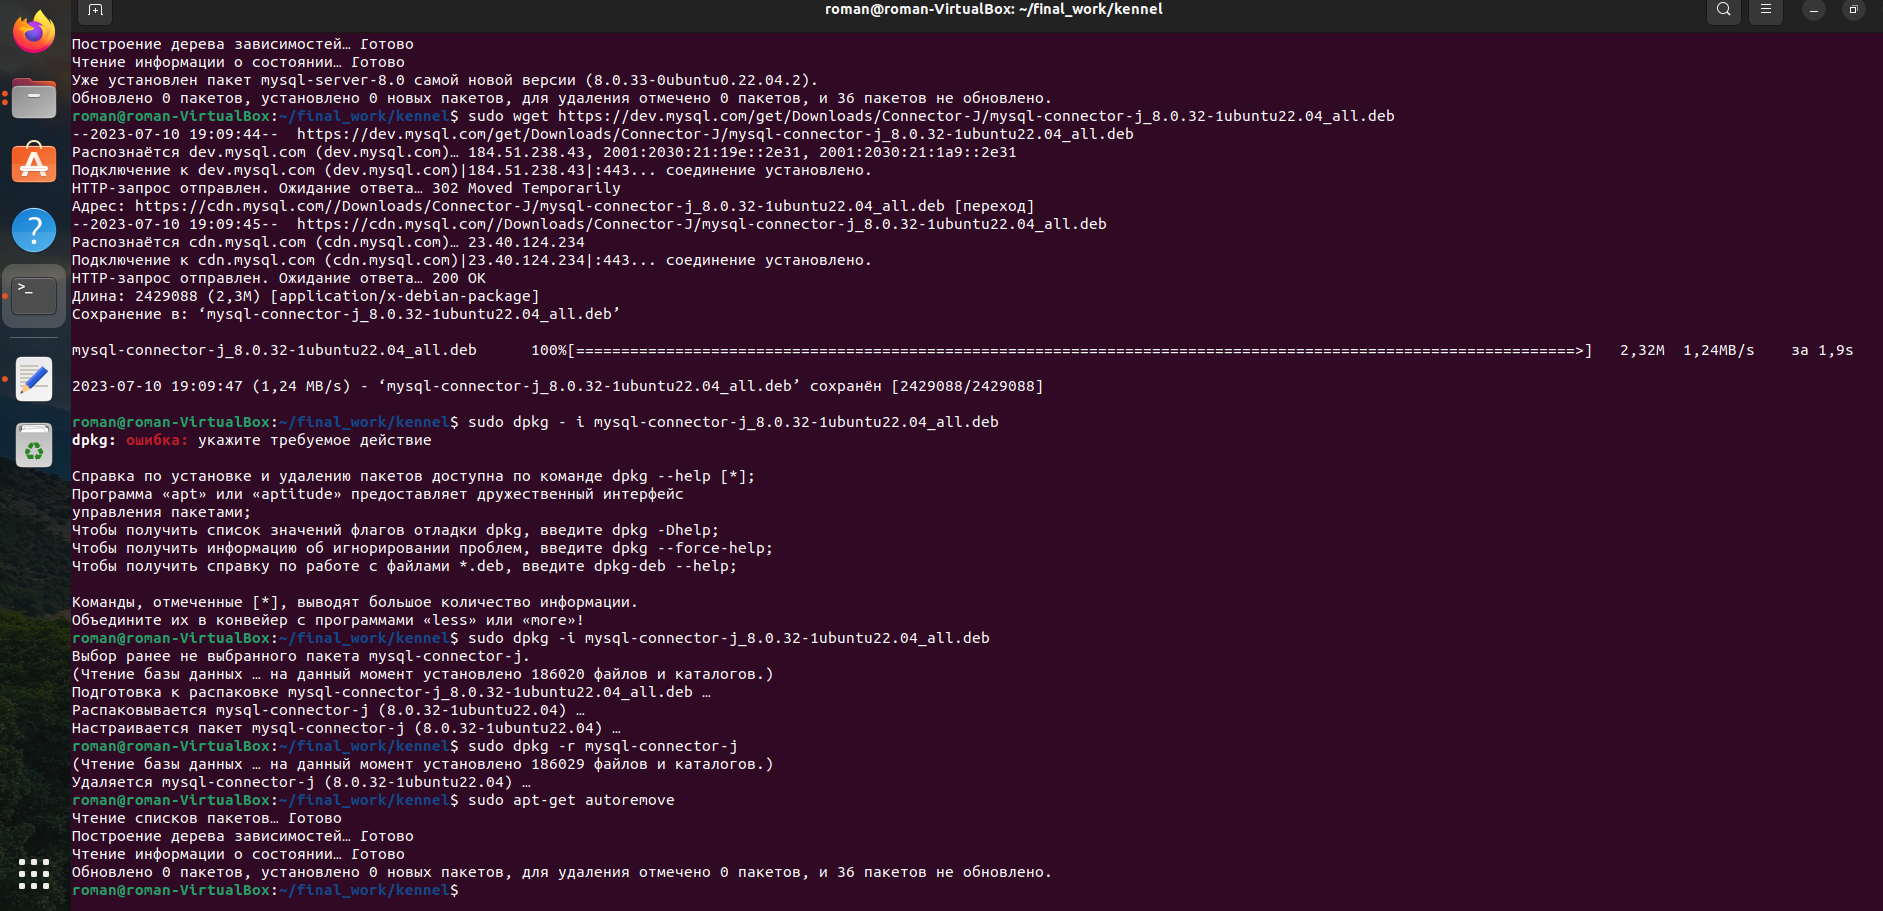 roman@roman-VirtualBox: ~/final_work/kennel
Построение дерева зависимостей… Готово
Чтение информации о состоянии… Готово
Уже установлен пакет mysql-server-8.0 самой новой версии (8.0.33-0ubuntu0.22.04.2).
Обновлено 0 пакетов, установлено 0 новых пакетов, для удаления отмечено 0 пакетов, и 36 пакетов не обновлено.
roman@roman-VirtualBox:~/final_work/kennel$ sudo wget https://dev.mysql.com/get/Downloads/Connector-J/mysql-connector-j_8.0.32-1ubuntu22.04_all.deb
--2023-07-10 19:09:44--  https://dev.mysql.com/get/Downloads/Connector-J/mysql-connector-j_8.0.32-1ubuntu22.04_all.deb
Распознаётся dev.mysql.com (dev.mysql.com)… 184.51.238.43, 2001:2030:21:19e::2e31, 2001:2030:21:1a9::2e31
Подключение к dev.mysql.com (dev.mysql.com)|184.51.238.43|:443... соединение установлено.
HTTP-запрос отправлен. Ожидание ответа… 302 Moved Temporarily
Адрес: https://cdn.mysql.com//Downloads/Connector-J/mysql-connector-j_8.0.32-1ubuntu22.04_all.deb [переход]
--2023-07-10 19:09:45--  https://cdn.mysql.com//Downloads/Connector-J/mysql-connector-j_8.0.32-1ubuntu22.04_all.deb
Распознаётся cdn.mysql.com (cdn.mysql.com)… 23.40.124.234
Подключение к cdn.mysql.com (cdn.mysql.com)|23.40.124.234|:443... соединение установлено.
HTTP-запрос отправлен. Ожидание ответа… 200 OK
Длина: 2429088 (2,3M) [application/x-debian-package]
Сохранение в: ‘mysql-connector-j_8.0.32-1ubuntu22.04_all.deb’
mysql-connector-j_8.0.32-1ubuntu22.04_all.deb      100%[===============================================================================================================>]   2,32M  1,24MB/s    за 1,9s
2023-07-10 19:09:47 (1,24 MB/s) - ‘mysql-connector-j_8.0.32-1ubuntu22.04_all.deb’ сохранён [2429088/2429088]
roman@roman-VirtualBox:~/final_work/kennel$ sudo dpkg - i mysql-connector-j_8.0.32-1ubuntu22.04_all.deb
dpkg: ошибка: укажите требуемое действие
Справка по установке и удалению пакетов доступна по команде dpkg --help [*];
Программа «apt» или «aptitude» предоставляет дружественный интерфейс
управления пакетами;
Чтобы получить список значений флагов отладки dpkg, введите dpkg -Dhelp;
Чтобы получить информацию об игнорировании проблем, введите dpkg --force-help;
Чтобы получить справку по работе с файлами *.deb, введите dpkg-deb --help;
Команды, отмеченные [*], выводят большое количество информации.
Объедините их в конвейер с программами «less» или «more»!
roman@roman-VirtualBox:~/final_work/kennel$ sudo dpkg -i mysql-connector-j_8.0.32-1ubuntu22.04_all.deb
Выбор ранее не выбранного пакета mysql-connector-j.
(Чтение базы данных … на данный момент установлено 186020 файлов и каталогов.)
Подготовка к распаковке mysql-connector-j_8.0.32-1ubuntu22.04_all.deb …
Распаковывается mysql-connector-j (8.0.32-1ubuntu22.04) …
Настраивается пакет mysql-connector-j (8.0.32-1ubuntu22.04) …
roman@roman-VirtualBox:~/final_work/kennel$ sudo dpkg -r mysql-connector-j
(Чтение базы данных … на данный момент установлено 186029 файлов и каталогов.)
Удаляется mysql-connector-j (8.0.32-1ubuntu22.04) …
roman@roman-VirtualBox:~/final_work/kennel$ sudo apt-get autoremove
Чтение списков пакетов… Готово
Построение дерева зависимостей… Готово
Чтение информации о состоянии… Готово
Обновлено 0 пакетов, установлено 0 новых пакетов, для удаления отмечено 0 пакетов, и 36 пакетов не обновлено.
roman@roman-VirtualBox:~/final_work/kennel$